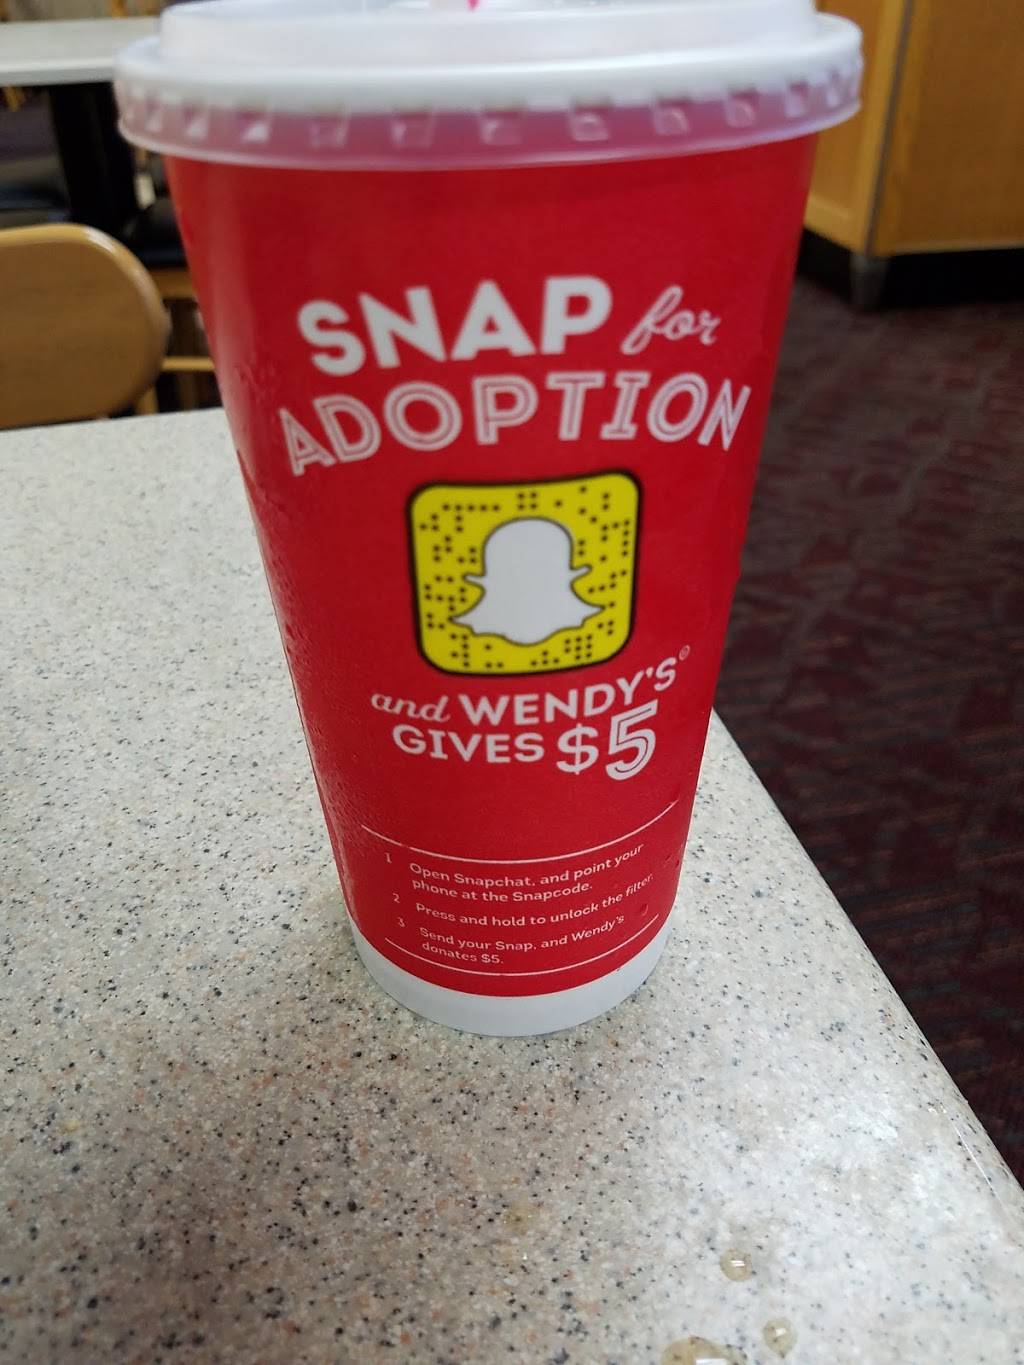 SNAP for
ADOPTION
and WENDY'S®
GIVES $5
1 Open Snapchat, and point your
phone at the Snapcode.
2 Press and hold to unlock the filter.
3 Send your Snap, and Wendy's
donates $5.